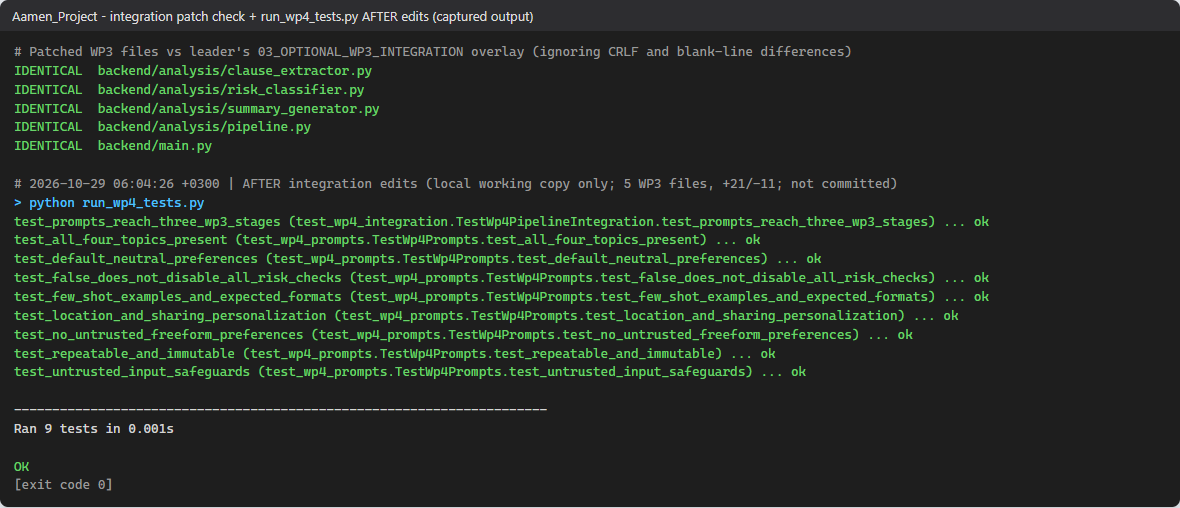 Aamen_Project - integration patch check + run_wp4_tests.py AFTER edits (captured output)
# Patched WP3 files vs leader's 03_OPTIONAL_WP3_INTEGRATION overlay (ignoring CRLF and blank-line differences)
IDENTICAL  backend/analysis/clause_extractor.py
IDENTICAL  backend/analysis/risk_classifier.py
IDENTICAL  backend/analysis/summary_generator.py
IDENTICAL  backend/analysis/pipeline.py
IDENTICAL  backend/main.py
# 2026-10-29 06:04:26 +0300 | AFTER integration edits (local working copy only; 5 WP3 files, +21/-11; not committed)
> python run_wp4_tests.py
test_prompts_reach_three_wp3_stages (test_wp4_integration.TestWp4PipelineIntegration.test_prompts_reach_three_wp3_stages) ... ok
test_all_four_topics_present (test_wp4_prompts.TestWp4Prompts.test_all_four_topics_present) ... ok
test_default_neutral_preferences (test_wp4_prompts.TestWp4Prompts.test_default_neutral_preferences) ... ok
test_false_does_not_disable_all_risk_checks (test_wp4_prompts.TestWp4Prompts.test_false_does_not_disable_all_risk_checks) ... ok
test_few_shot_examples_and_expected_formats (test_wp4_prompts.TestWp4Prompts.test_few_shot_examples_and_expected_formats) ... ok
test_location_and_sharing_personalization (test_wp4_prompts.TestWp4Prompts.test_location_and_sharing_personalization) ... ok
test_no_untrusted_freeform_preferences (test_wp4_prompts.TestWp4Prompts.test_no_untrusted_freeform_preferences) ... ok
test_repeatable_and_immutable (test_wp4_prompts.TestWp4Prompts.test_repeatable_and_immutable) ... ok
test_untrusted_input_safeguards (test_wp4_prompts.TestWp4Prompts.test_untrusted_input_safeguards) ... ok
----------------------------------------------------------------------
Ran 9 tests in 0.001s
OK
[exit code 0]